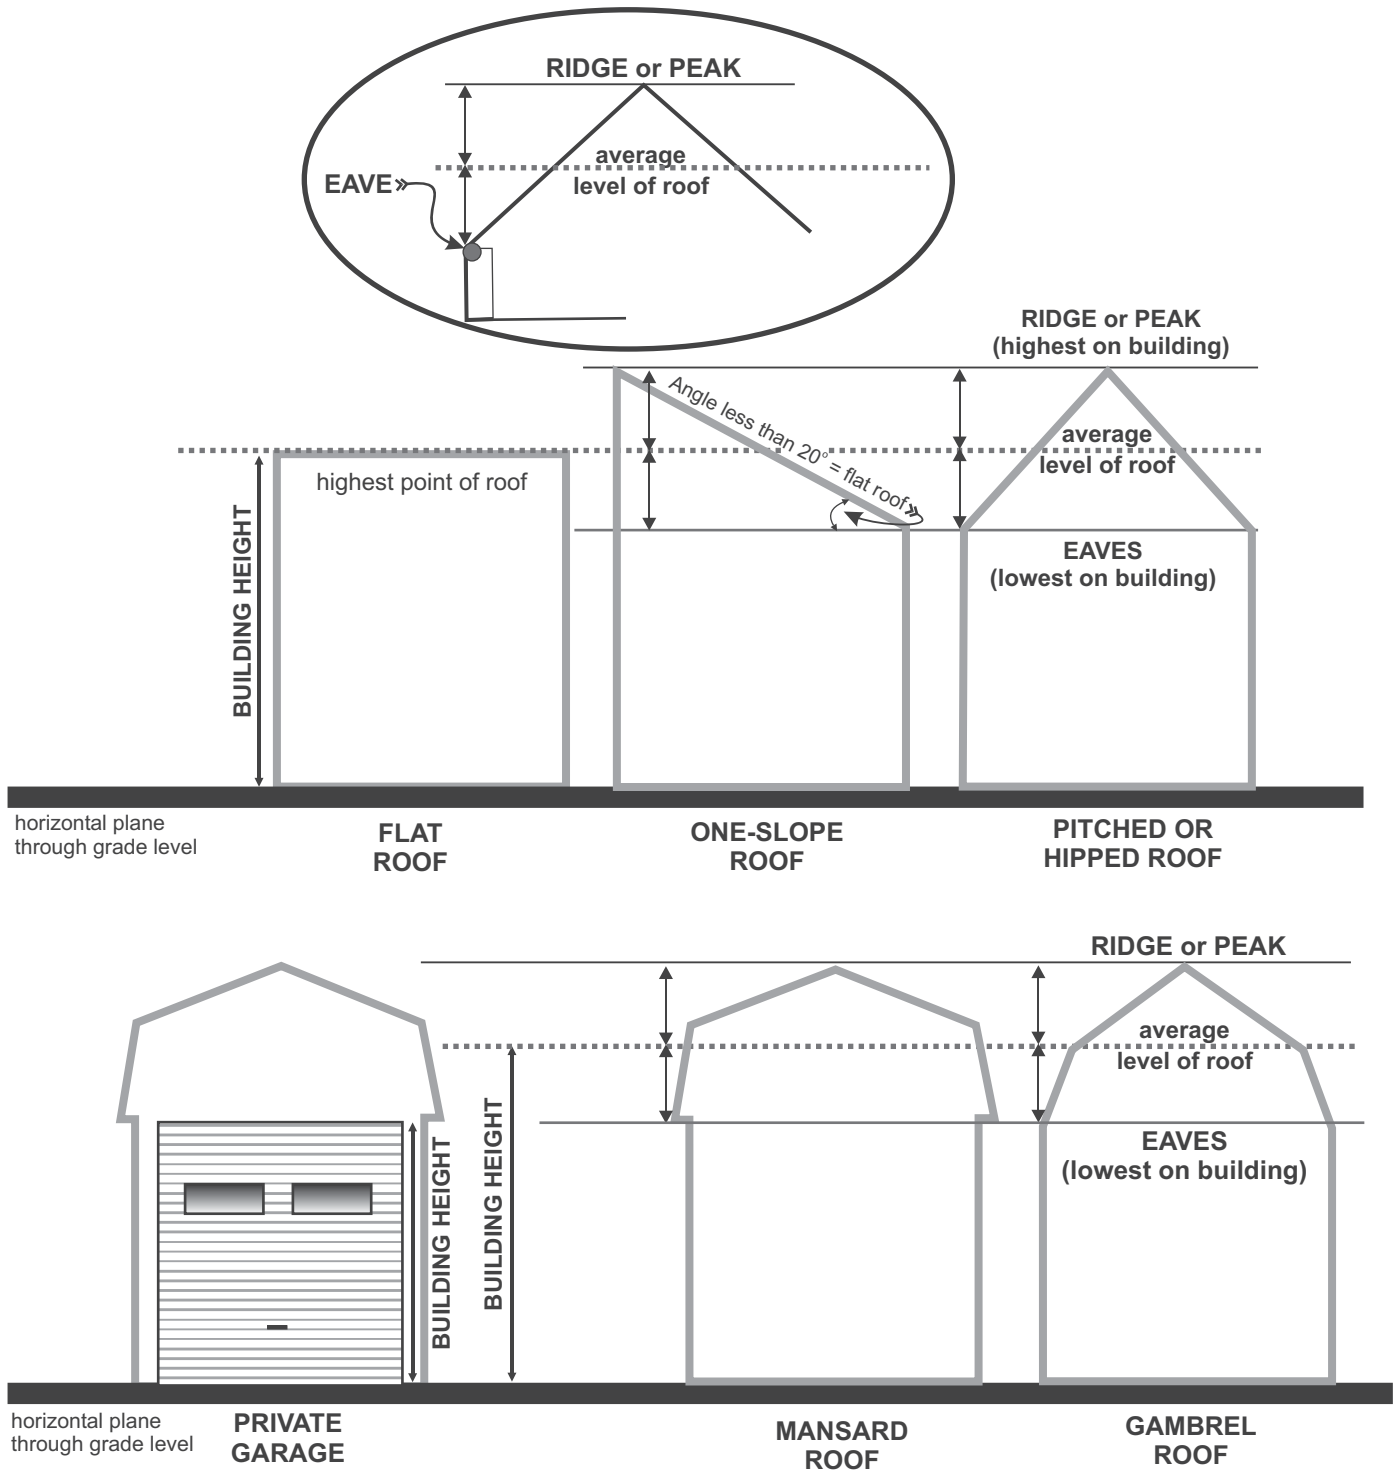 RIDGE or PEAK
average
level of roof
EAVE
RIDGE or PEAK
(highest on building)
Angle less than 20° = flat roof
average
level of roof
highest point of roof
BUILDING HEIGHT
EAVES
(lowest on building)
horizontal plane
through grade level
FLAT
ROOF
ONE-SLOPE
ROOF
PITCHED OR
HIPPED ROOF
RIDGE or PEAK
average
level of roof
BUILDING HEIGHT
BUILDING HEIGHT
EAVES
(lowest on building)
horizontal plane
through grade level
PRIVATE
GARAGE
MANSARD
ROOF
GAMBREL
ROOF